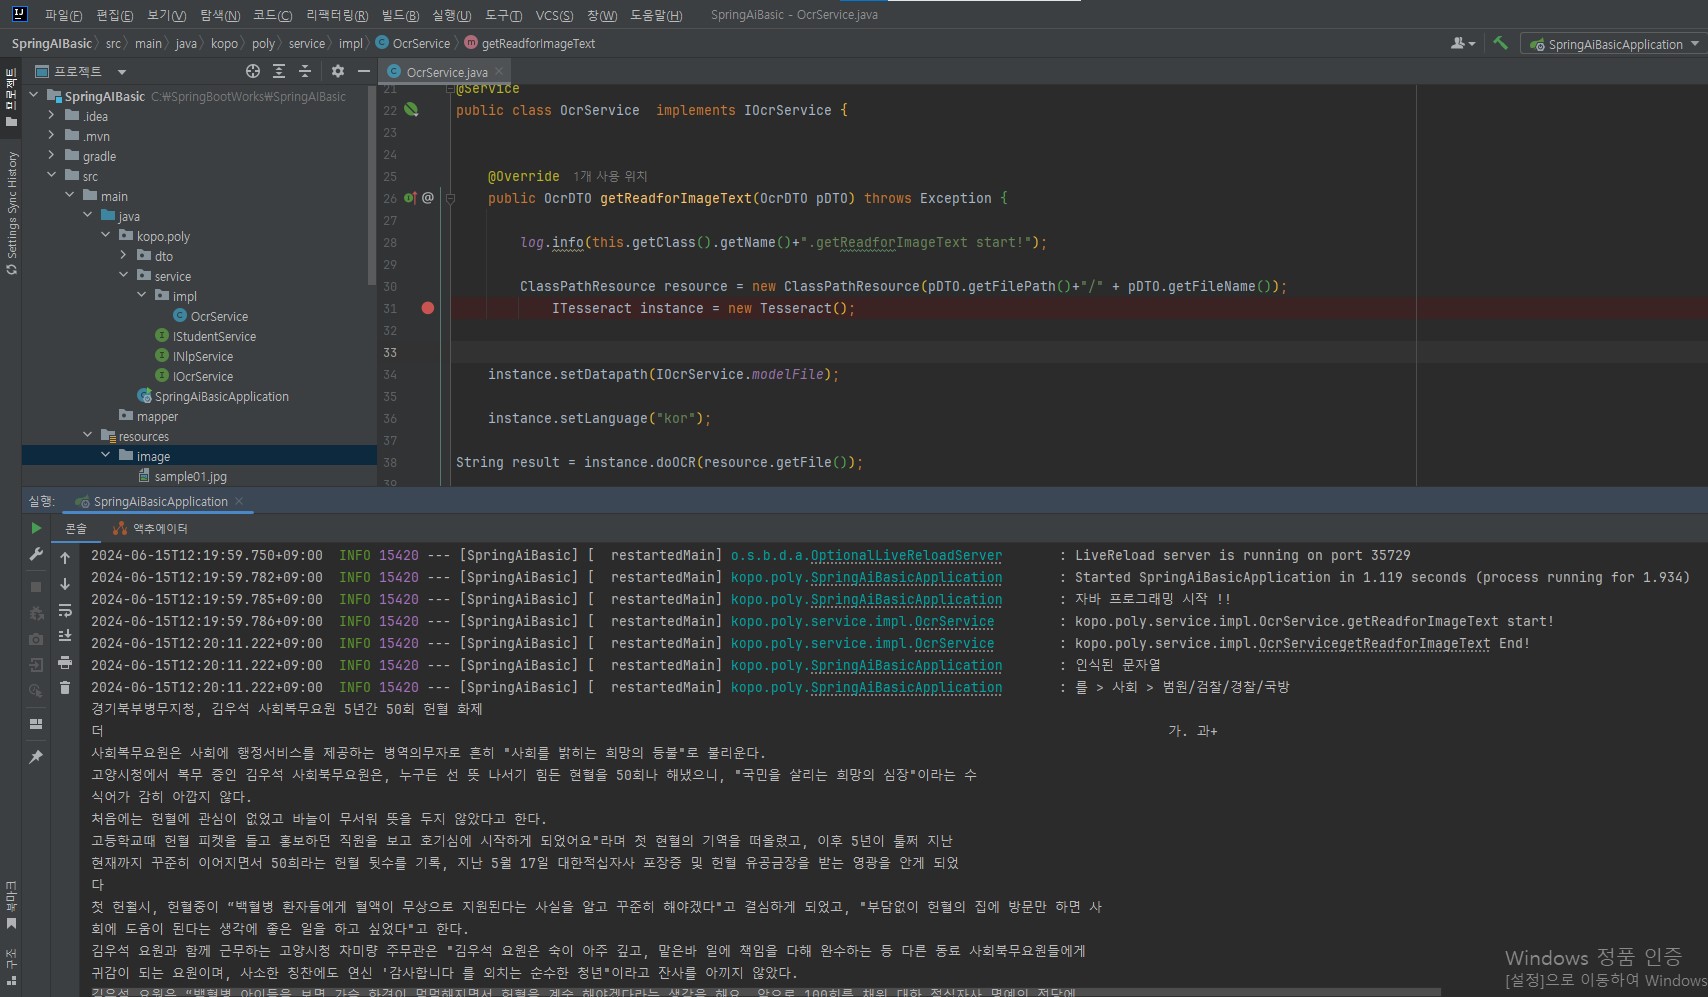 파일(F) 편집(E) 보기(V) 탐색(N) 코드(C) 리팩터링(R) 빌드(B) 실행(U) 도구(T) VCS(S) 창(W) 도움말(H) SpringAiBasic - OcrService.java
SpringAIBasic src main java kopo poly service impl OcrService getReadforImageText
SpringAiBasicApplication
프로젝트
OcrService.java
프로젝트
Settings Sync History
SpringAIBasic C:₩SpringBootWorks₩SpringAIBasic
.idea
.mvn
gradle
src
main
java
kopo.poly
dto
service
impl
OcrService
IStudentService
INlpService
IOcrService
SpringAiBasicApplication
mapper
resources
image
sample01.jpg
21 @Service
22 public class OcrService  implements IOcrService {
23
24
25 @Override 1개 사용 위치
26 @ public OcrDTO getReadforImageText(OcrDTO pDTO) throws Exception {
27
28 log.info(this.getClass().getName()+".getReadforImageText start!");
29
30 ClassPathResource resource = new ClassPathResource(pDTO.getFilePath()+"/" + pDTO.getFileName());
31 ITesseract instance = new Tesseract();
32
33
34 instance.setDatapath(IOcrService.modelFile);
35
36 instance.setLanguage("kor");
37
38 String result = instance.doOCR(resource.getFile());
39
실행: SpringAiBasicApplication
콘솔 액추에이터
2024-06-15T12:19:59.750+09:00  INFO 15420 --- [SpringAiBasic] [  restartedMain] o.s.b.d.a.OptionalLiveReloadServer       : LiveReload server is running on port 35729
2024-06-15T12:19:59.782+09:00  INFO 15420 --- [SpringAiBasic] [  restartedMain] kopo.poly.SpringAiBasicApplication       : Started SpringAiBasicApplication in 1.119 seconds (process running for 1.934)
2024-06-15T12:19:59.785+09:00  INFO 15420 --- [SpringAiBasic] [  restartedMain] kopo.poly.SpringAiBasicApplication       : 자바 프로그래밍 시작 !!
2024-06-15T12:19:59.786+09:00  INFO 15420 --- [SpringAiBasic] [  restartedMain] kopo.poly.service.impl.OcrService        : kopo.poly.service.impl.OcrService.getReadforImageText start!
2024-06-15T12:20:11.222+09:00  INFO 15420 --- [SpringAiBasic] [  restartedMain] kopo.poly.service.impl.OcrService        : kopo.poly.service.impl.OcrServicegetReadforImageText End!
2024-06-15T12:20:11.222+09:00  INFO 15420 --- [SpringAiBasic] [  restartedMain] kopo.poly.SpringAiBasicApplication       : 인식된 문자열
2024-06-15T12:20:11.222+09:00  INFO 15420 --- [SpringAiBasic] [  restartedMain] kopo.poly.SpringAiBasicApplication       : 를 > 사회 > 범원/검찰/경찰/국방
경기북부병무지청, 김우석 사회복무요원 5년간 50회 헌혈 화제
더 가. 과+
사회복무요원은 사회에 행정서비스를 제공하는 병역의무자로 흔히 "사회를 밝히는 희망의 등불"로 불리운다.
고양시청에서 복무 중인 김우석 사회북무요원은, 누구든 선 뜻 나서기 힘든 현혈을 50회나 해냈으니, "국민을 살리는 희망의 심장"이라는 수
식어가 감히 아깝지 않다.
처음에는 헌혈에 관심이 없었고 바늘이 무서워 뜻을 두지 않았다고 한다.
고등학교때 헌혈 피켓을 들고 홍보하던 직원을 보고 호기심에 시작하게 되었어요"라며 첫 현혈의 기역을 떠올렸고, 이후 5년이 툴쩌 지난
현재까지 꾸준히 이어지면서 50회라는 헌혈 됫수를 기록, 지난 5월 17일 대한적십자사 포장증 및 헌혈 유공금장을 받는 영광을 안게 되었
다
첫 헌혈시, 헌혈중이 “백혈병 환자들에게 혈액이 무상으로 지원된다는 사실을 알고 꾸준히 해야겠다"고 결심하게 되었고, "부담없이 헌혈의 집에 방문만 하면 사
회에 도움이 된다는 생각에 좋은 일을 하고 싶었다"고 한다.
김우석 요원과 함께 근무하는 고양시청 차미량 주무관은 "김우석 요원은 숙이 아주 깊고, 맡은바 일에 책임을 다해 완수하는 등 다른 동료 사회북무요원들에게
귀감이 되는 요원이며, 사소한 칭찬에도 연신 '감사합니다 를 외치는 순수한 청년"이라고 잔사를 아끼지 않았다.
북마크
구조
Windows 정품 인증
[설정]으로 이동하여 Windows